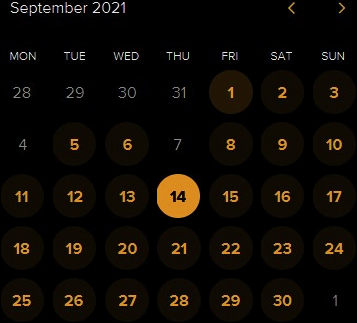 September 2021
MON TUE WED THU FRI SAT SUN
28 29 30 31 1 2 3
4 5 6 7 8 9 10
11 12 13 14 15 16 17
18 19 20 21 22 23 24
25 26 27 28 29 30 1